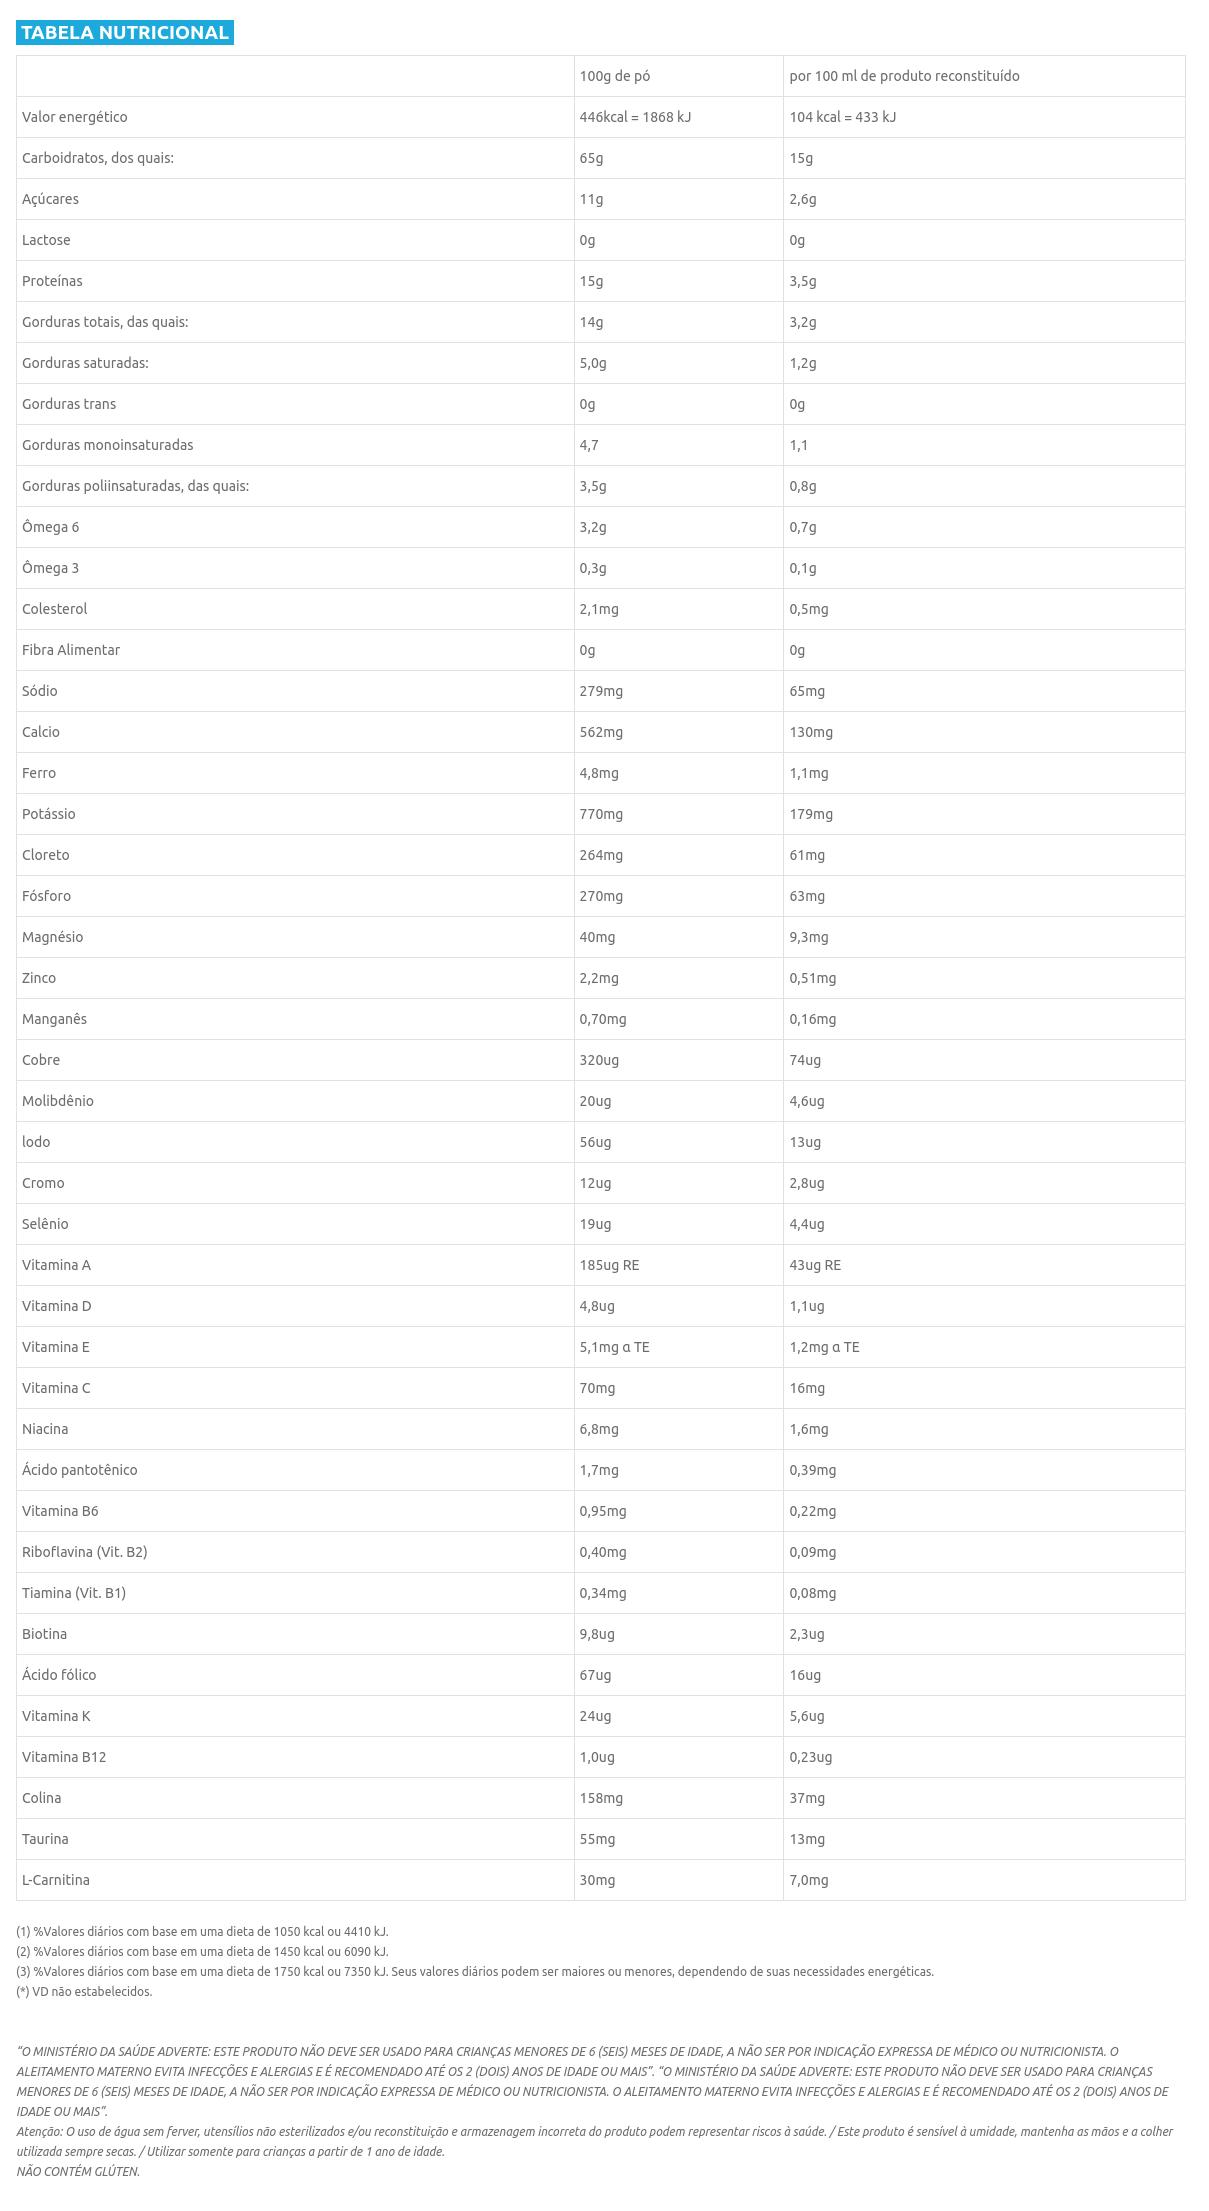 TABELA NUTRICIONAL
100g de pó por 100 ml de produto reconstituído
Valor energético 446kcal = 1868 kJ 104 kcal = 433 kJ
Carboidratos, dos quais: 65g 15g
Açúcares 11g 2,6g
Lactose 0g 0g
Proteínas 15g 3,5g
Gorduras totais, das quais: 14g 3,2g
Gorduras saturadas: 5,0g 1,2g
Gorduras trans 0g 0g
Gorduras monoinsaturadas 4,7 1,1
Gorduras poliinsaturadas, das quais: 3,5g 0,8g
Ômega 6 3,2g 0,7g
Ômega 3 0,3g 0,1g
Colesterol 2,1mg 0,5mg
Fibra Alimentar 0g 0g
Sódio 279mg 65mg
Calcio 562mg 130mg
Ferro 4,8mg 1,1mg
Potássio 770mg 179mg
Cloreto 264mg 61mg
Fósforo 270mg 63mg
Magnésio 40mg 9,3mg
Zinco 2,2mg 0,51mg
Manganês 0,70mg 0,16mg
Cobre 320ug 74ug
Molibdênio 20ug 4,6ug
lodo 56ug 13ug
Cromo 12ug 2,8ug
Selênio 19ug 4,4ug
Vitamina A 185ug RE 43ug RE
Vitamina D 4,8ug 1,1ug
Vitamina E 5,1mg α TE 1,2mg α TE
Vitamina C 70mg 16mg
Niacina 6,8mg 1,6mg
Ácido pantotênico 1,7mg 0,39mg
Vitamina B6 0,95mg 0,22mg
Riboflavina (Vit. B2) 0,40mg 0,09mg
Tiamina (Vit. B1) 0,34mg 0,08mg
Biotina 9,8ug 2,3ug
Ácido fólico 67ug 16ug
Vitamina K 24ug 5,6ug
Vitamina B12 1,0ug 0,23ug
Colina 158mg 37mg
Taurina 55mg 13mg
L-Carnitina 30mg 7,0mg
(1) %Valores diários com base em uma dieta de 1050 kcal ou 4410 kJ.
(2) %Valores diários com base em uma dieta de 1450 kcal ou 6090 kJ.
(3) %Valores diários com base em uma dieta de 1750 kcal ou 7350 kJ. Seus valores diários podem ser maiores ou menores, dependendo de suas necessidades energéticas.
(*) VD não estabelecidos.
“O MINISTÉRIO DA SAÚDE ADVERTE: ESTE PRODUTO NÃO DEVE SER USADO PARA CRIANÇAS MENORES DE 6 (SEIS) MESES DE IDADE, A NÃO SER POR INDICAÇÃO EXPRESSA DE MÉDICO OU NUTRICIONISTA. O
ALEITAMENTO MATERNO EVITA INFECÇÕES E ALERGIAS E É RECOMENDADO ATÉ OS 2 (DOIS) ANOS DE IDADE OU MAIS”. “O MINISTÉRIO DA SAÚDE ADVERTE: ESTE PRODUTO NÃO DEVE SER USADO PARA CRIANÇAS
MENORES DE 6 (SEIS) MESES DE IDADE, A NÃO SER POR INDICAÇÃO EXPRESSA DE MÉDICO OU NUTRICIONISTA. O ALEITAMENTO MATERNO EVITA INFECÇÕES E ALERGIAS E É RECOMENDADO ATÉ OS 2 (DOIS) ANOS DE
IDADE OU MAIS”.
Atenção: O uso de água sem ferver, utensílios não esterilizados e/ou reconstituição e armazenagem incorreta do produto podem representar riscos à saúde. / Este produto é sensível à umidade, mantenha as mãos e a colher
utilizada sempre secas. / Utilizar somente para crianças a partir de 1 ano de idade.
NÃO CONTÉM GLÚTEN.